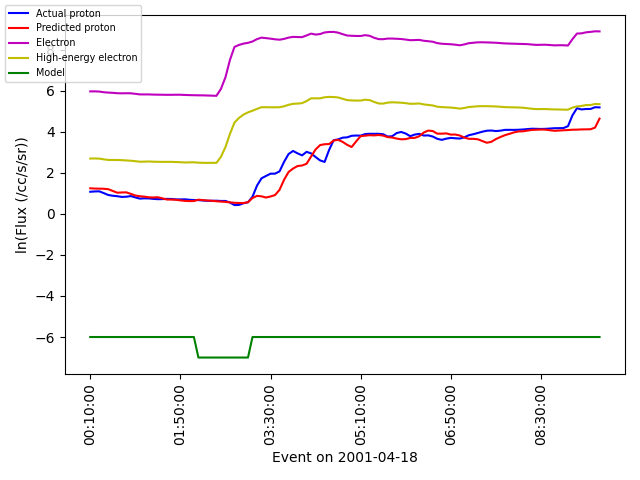 Actual proton
Predicted proton
Electron
High-energy electron
Model
8
6
4
2
0
−2
−4
−6
ln(Flux (/cc/s/sr))
00:10:00
01:50:00
03:30:00
05:10:00
06:50:00
08:30:00
Event on 2001-04-18